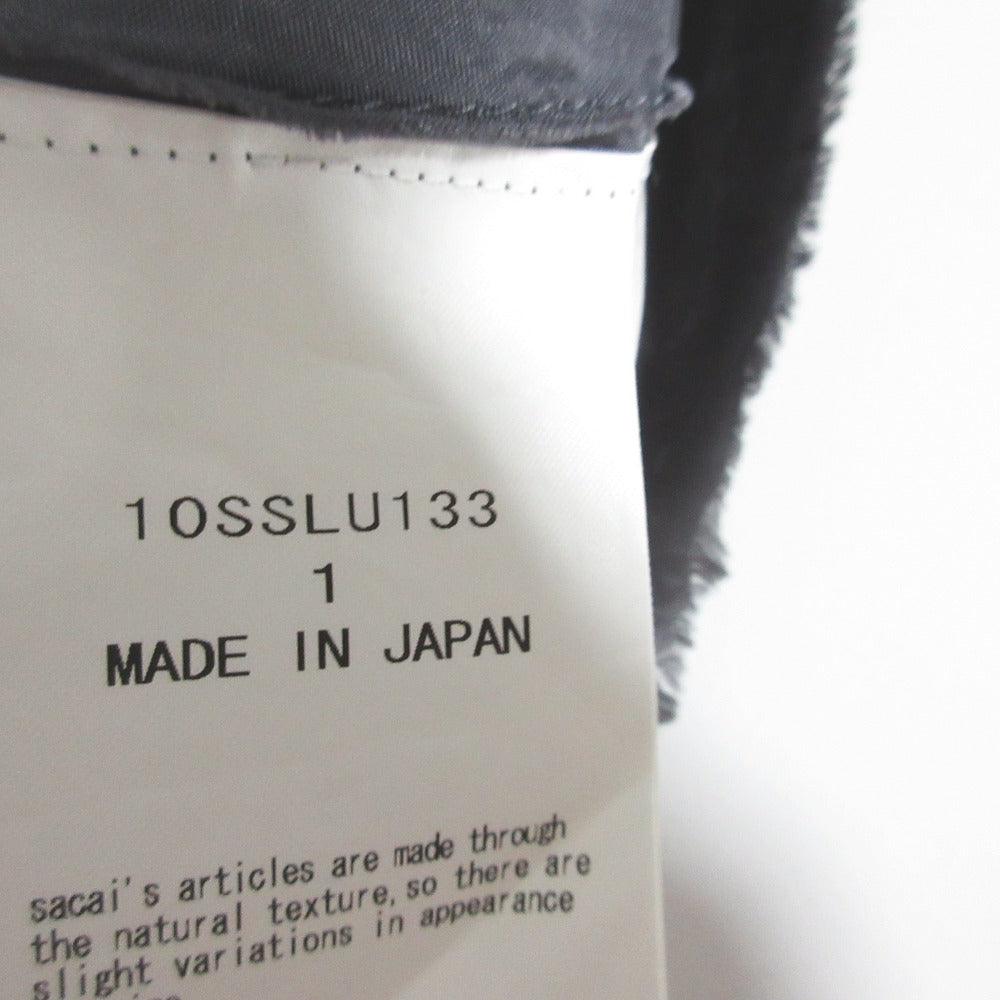 10SSLU133
1
MADE IN JAPAN
sacai's articles are made through
the natural texture, so there are
slight variations in appearance